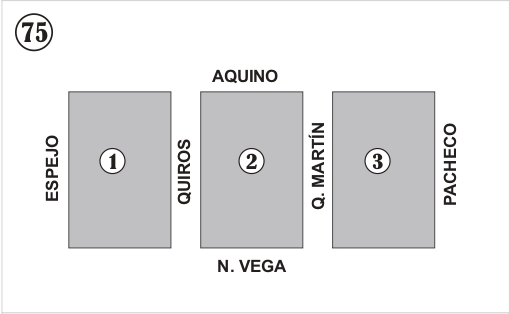 75
AQUINO
ESPEJO
1
QUIROS
2
Q. MARTÍN
3
PACHECO
N. VEGA